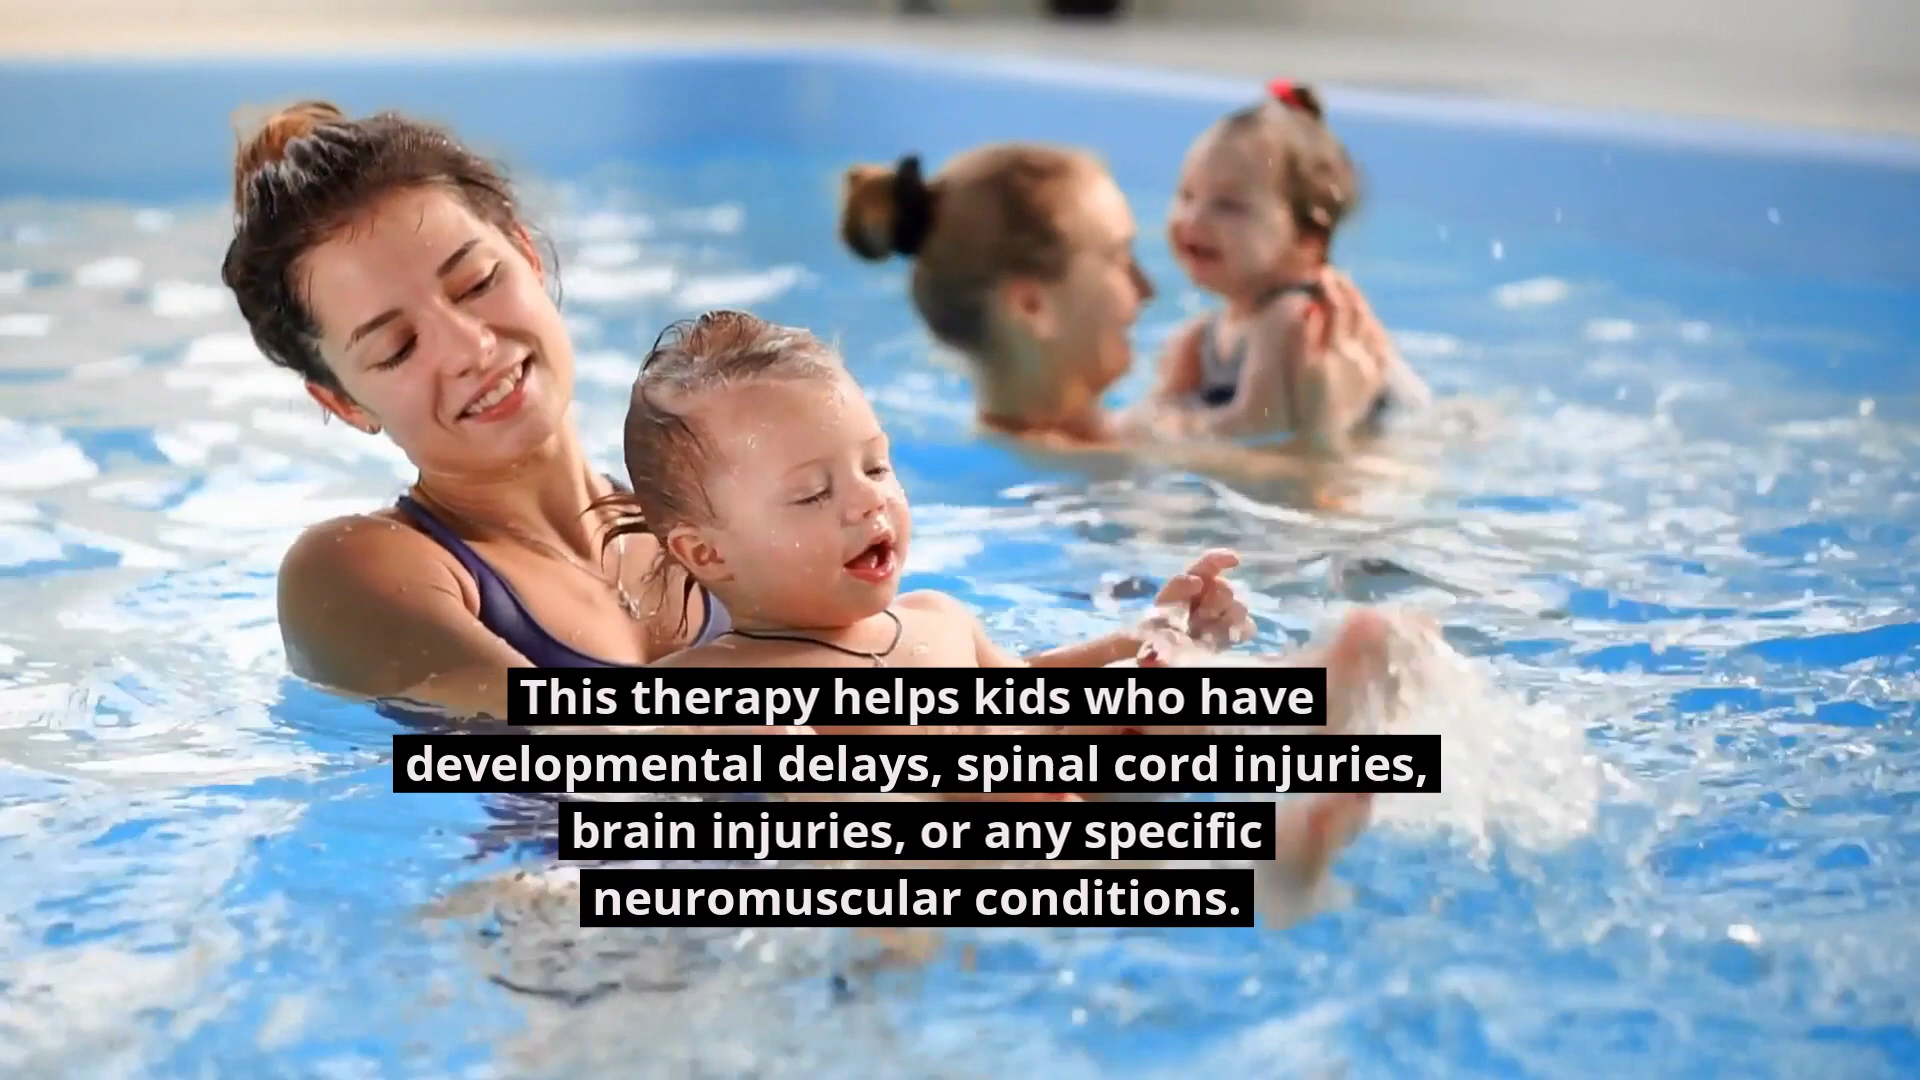 This therapy helps kids who have
developmental delays, spinal cord injuries,
brain injuries, or any specific
neuromuscular conditions.